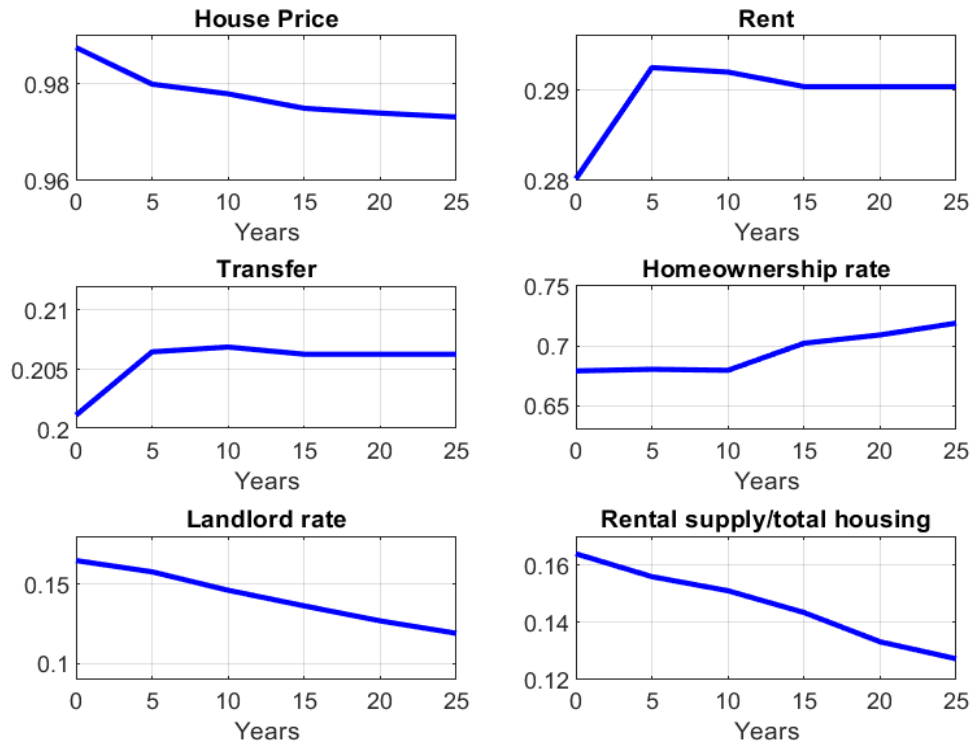 House Price
0.98
0.96
0 5 10 15 20 25
Years
Rent
0.29
0.28
0 5 10 15 20 25
Years
Transfer
0.21
0.205
0.2
0 5 10 15 20 25
Years
Homeownership rate
0.75
0.7
0.65
0 5 10 15 20 25
Years
Landlord rate
0.15
0.1
0 5 10 15 20 25
Years
Rental supply/total housing
0.16
0.14
0.12
0 5 10 15 20 25
Years